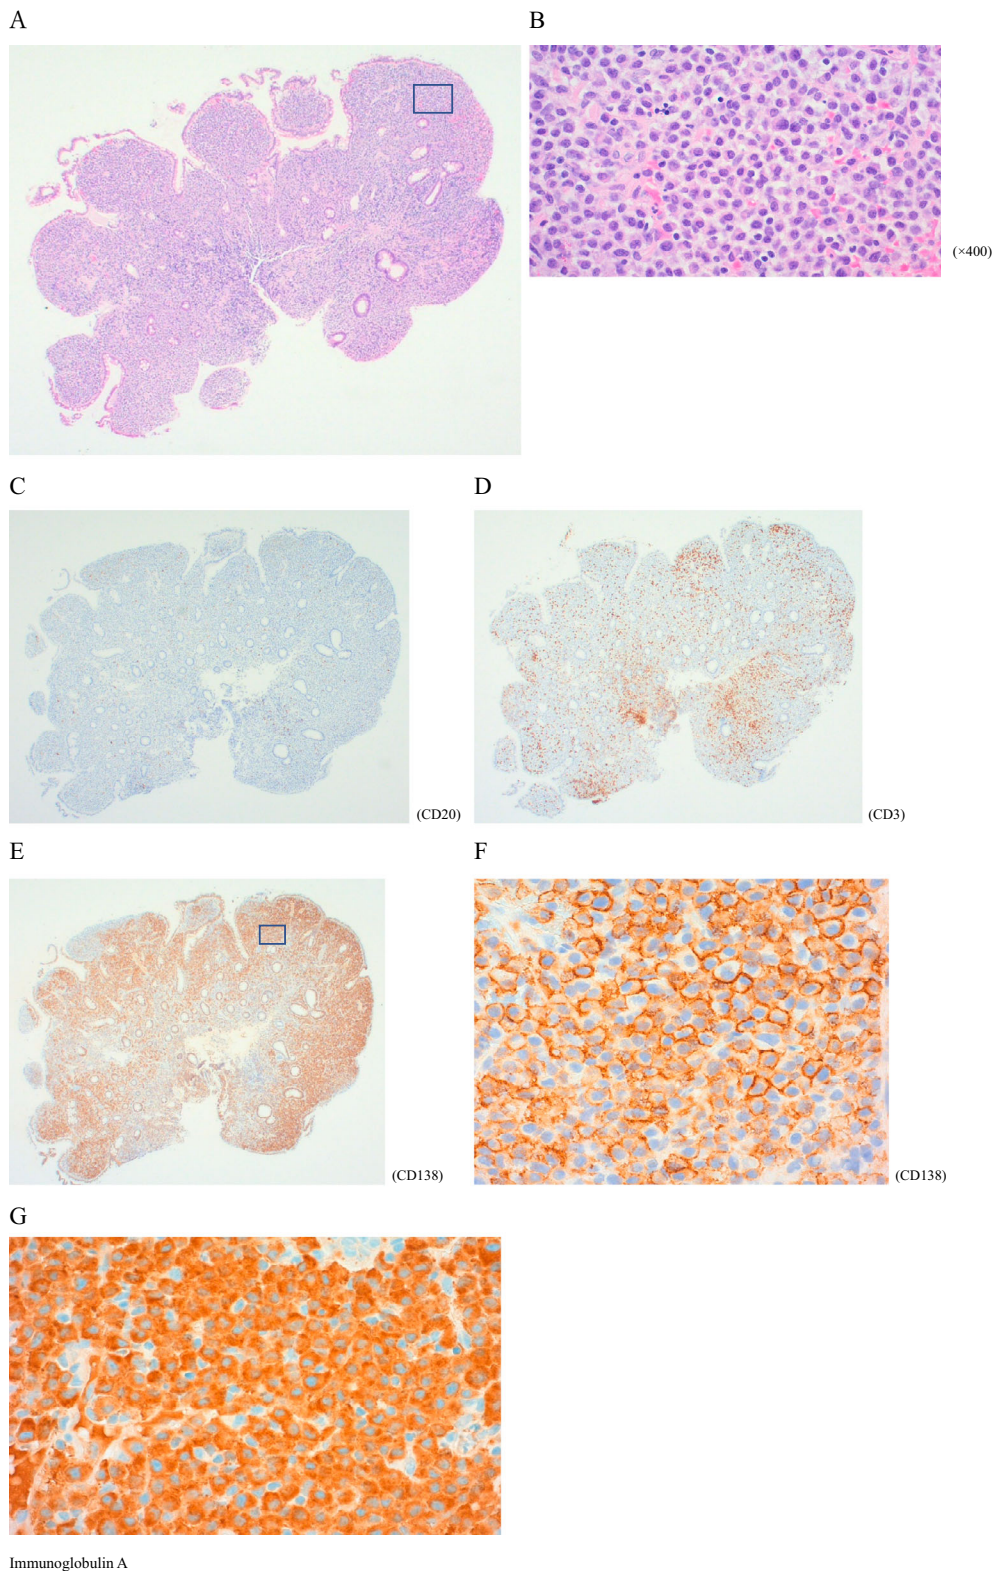 A
B
(×400)
C
D
(CD20)
(CD3)
E
F
(CD138)
(CD138)
G
Immunoglobulin A